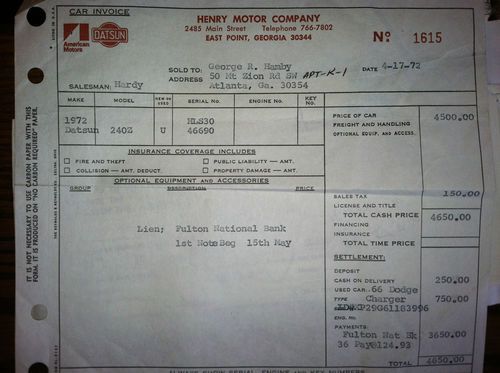 CAR INVOICE
American Motors
DATSUN
HENRY MOTOR COMPANY
2485 Main Street Telephone 766-7802
EAST POINT, GEORGIA 30344
Nº 1615
SOLD TO: George R. Hamby
ADDRESS 50 Mt Zion Rd SW APT-K-1
Atlanta, Ga. 30354
DATE 4-17-72
SALESMAN: Hardy
MAKE MODEL NEW OR USED SERIAL No. ENGINE No. KEY No.
1972
Datsun 240Z U HLS30
46690
INSURANCE COVERAGE INCLUDES
FIRE AND THEFT PUBLIC LIABILITY — AMT.
COLLISION — AMT. DEDUCT. PROPERTY DAMAGE — AMT.
OPTIONAL EQUIPMENT AND ACCESSORIES
GROUP DESCRIPTION PRICE
Lien; Fulton National Bank
1st NoteBeg 15th May
PRICE OF CAR 4500.00
FREIGHT AND HANDLING
OPTIONAL EQUIP. AND ACCESS.
SALES TAX 150.00
LICENSE AND TITLE
TOTAL CASH PRICE 4650.00
FINANCING
INSURANCE
TOTAL TIME PRICE
SETTLEMENT:
DEPOSIT
CASH ON DELIVERY 250.00
USED CAR: 66 Dodge
TYPE Charger 750.00
P29G61183996
ENG. No.
PAYMENTS:
Fulton Nat Bk 3650.00
36 Pay@124.93
TOTAL 4650.00
IT IS NOT NECESSARY TO USE CARBON PAPER WITH THIS
FORM. IT IS PRODUCED ON "NO CARBON REQUIRED" PAPER.